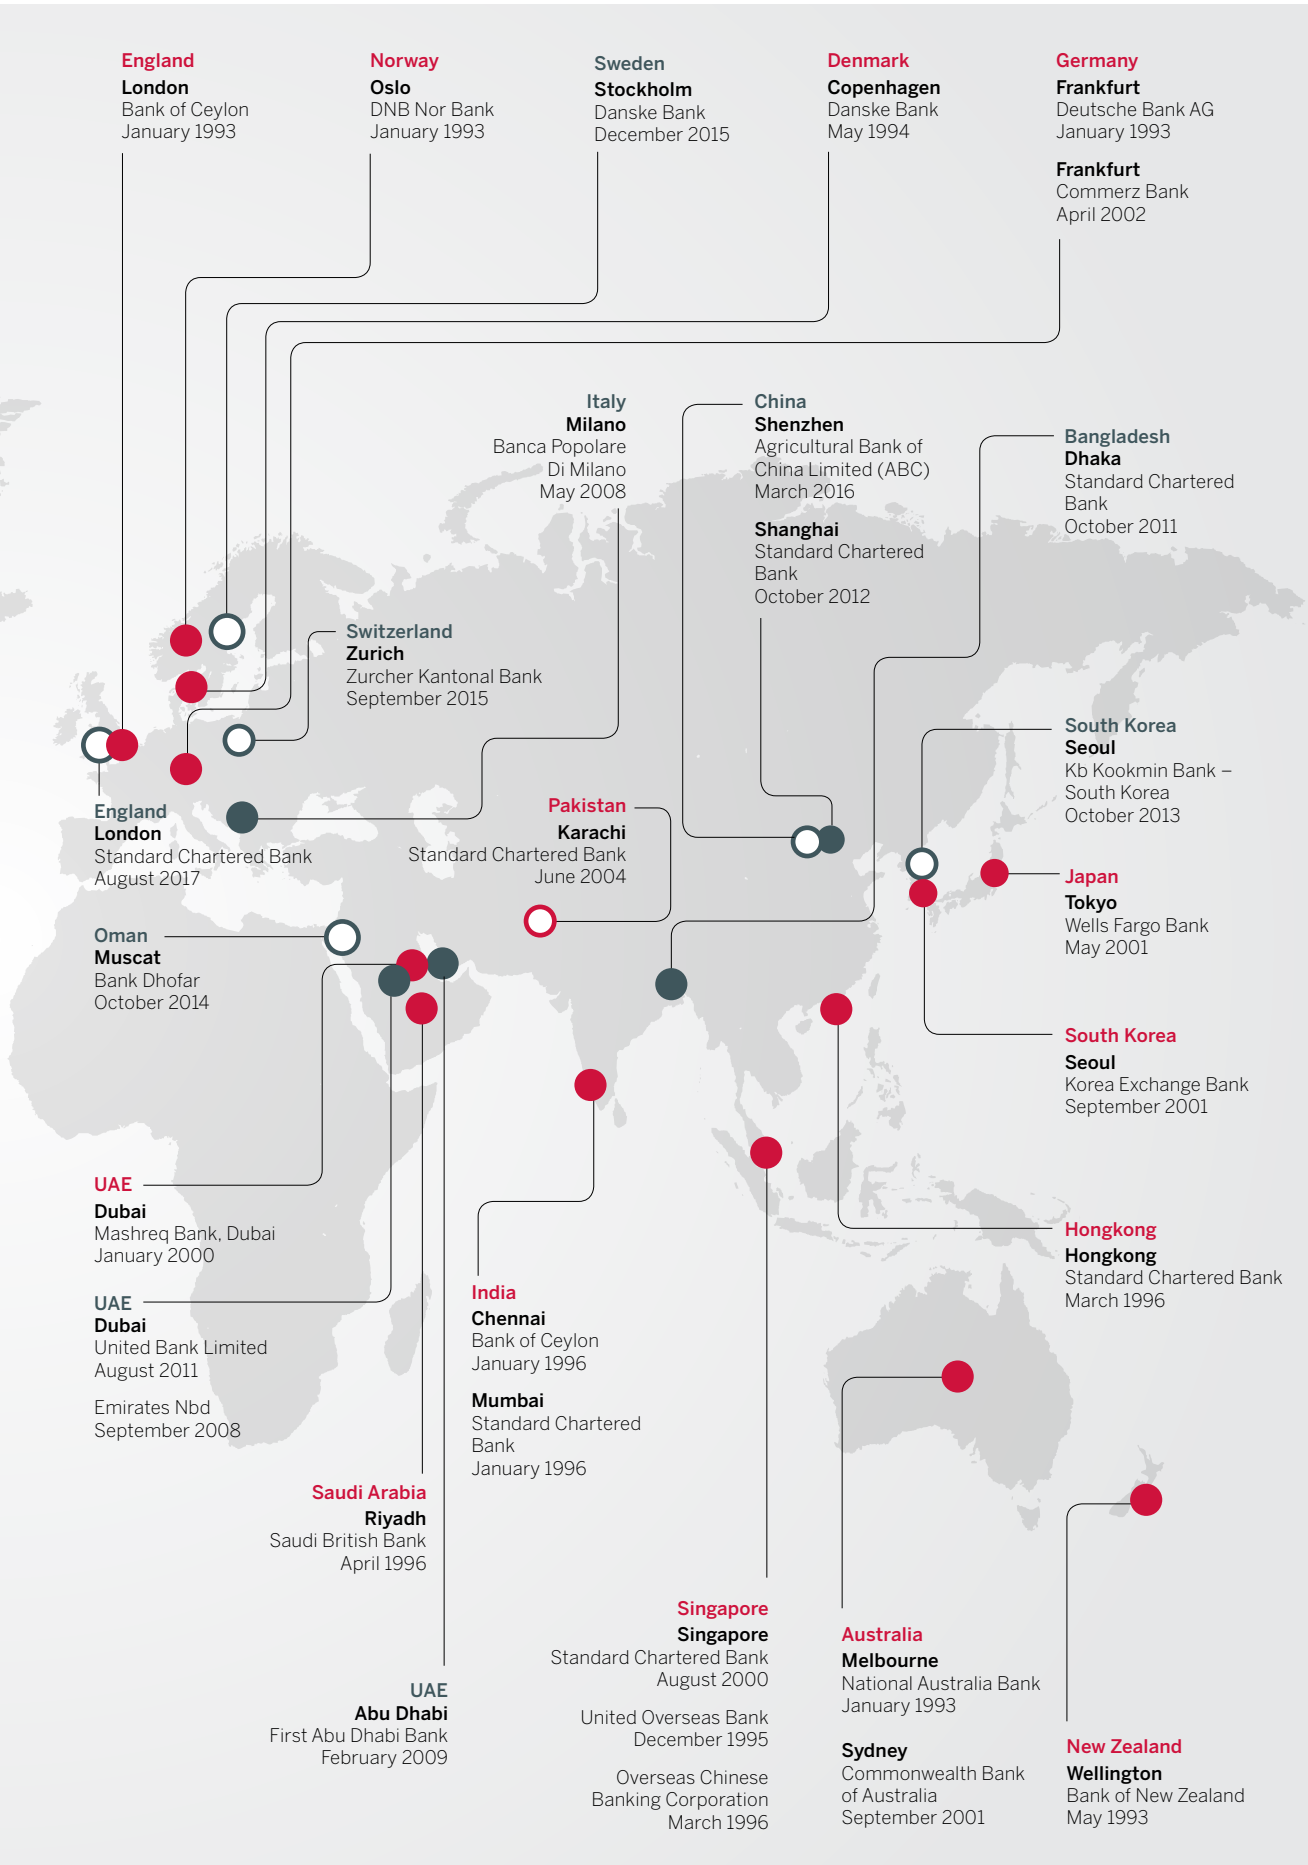 England
London
Bank of Ceylon
January 1993
Norway
Oslo
DNB Nor Bank
January 1993
Sweden
Stockholm
Danske Bank
December 2015
Denmark
Copenhagen
Danske Bank
May 1994
Germany
Frankfurt
Deutsche Bank AG
January 1993
Frankfurt
Commerz Bank
April 2002
Italy
Milano
Banca Popolare
Di Milano
May 2008
China
Shenzhen
Agricultural Bank of
China Limited (ABC)
March 2016
Shanghai
Standard Chartered
Bank
October 2012
Bangladesh
Dhaka
Standard Chartered
Bank
October 2011
Switzerland
Zurich
Zurcher Kantonal Bank
September 2015
South Korea
Seoul
Kb Kookmin Bank –
South Korea
October 2013
England
London
Standard Chartered Bank
August 2017
Pakistan
Karachi
Standard Chartered Bank
June 2004
Japan
Tokyo
Wells Fargo Bank
May 2001
Oman
Muscat
Bank Dhofar
October 2014
South Korea
Seoul
Korea Exchange Bank
September 2001
UAE
Dubai
Mashreq Bank, Dubai
January 2000
UAE
Dubai
United Bank Limited
August 2011
Emirates Nbd
September 2008
India
Chennai
Bank of Ceylon
January 1996
Mumbai
Standard Chartered
Bank
January 1996
Hongkong
Hongkong
Standard Chartered Bank
March 1996
Saudi Arabia
Riyadh
Saudi British Bank
April 1996
UAE
Abu Dhabi
First Abu Dhabi Bank
February 2009
Singapore
Singapore
Standard Chartered Bank
August 2000
United Overseas Bank
December 1995
Overseas Chinese
Banking Corporation
March 1996
Australia
Melbourne
National Australia Bank
January 1993
Sydney
Commonwealth Bank
of Australia
September 2001
New Zealand
Wellington
Bank of New Zealand
May 1993